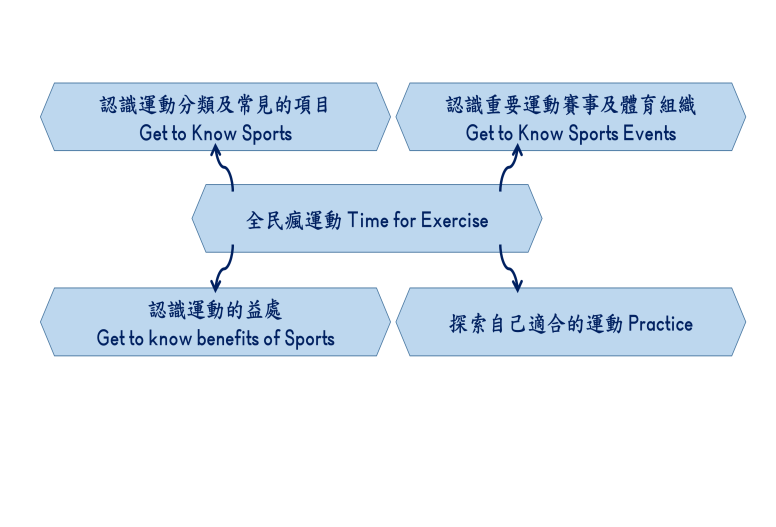 認識運動分類及常見的項目
Get to Know Sports
認識重要運動賽事及體育組織
Get to Know Sports Events
全民瘋運動 Time for Exercise
認識運動的益處
Get to know benefits of Sports
探索自己適合的運動 Practice